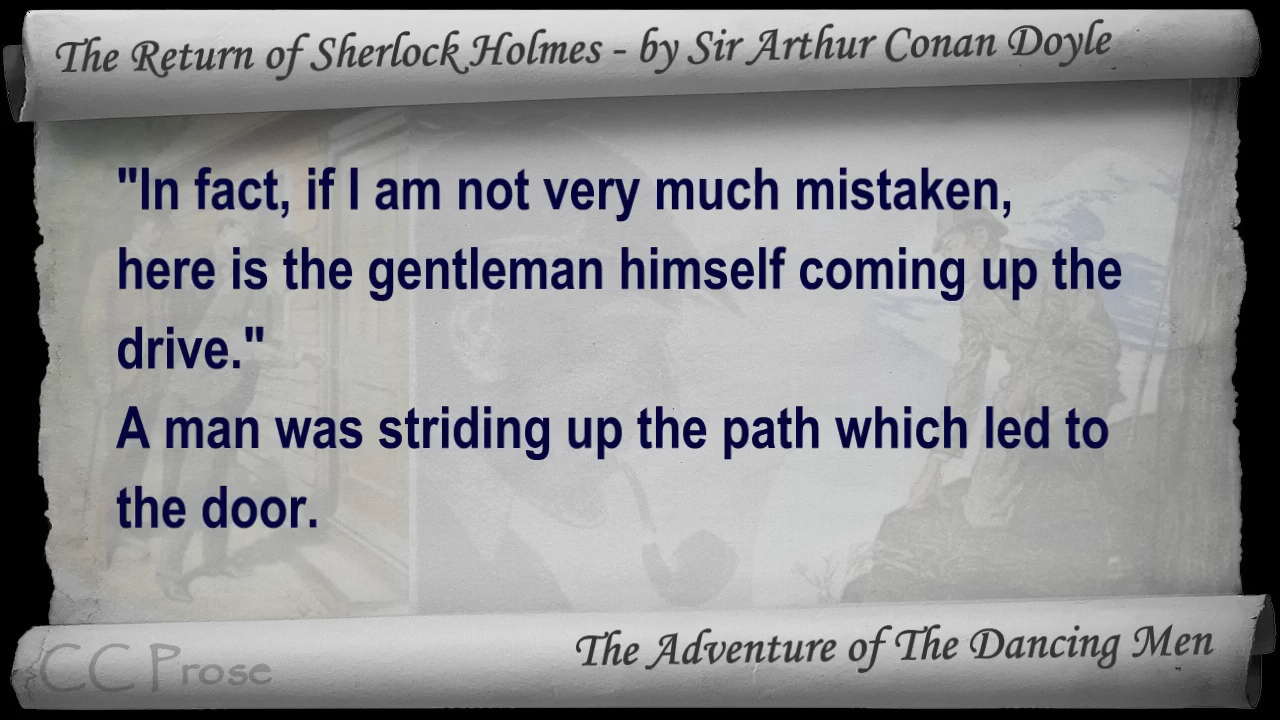 The Return of Sherlock Holmes - by Sir Arthur Conan Doyle
"In fact, if I am not very much mistaken,
here is the gentleman himself coming up the
drive."
A man was striding up the path which led to
the door.
The Adventure of The Dancing Men
CC Prose